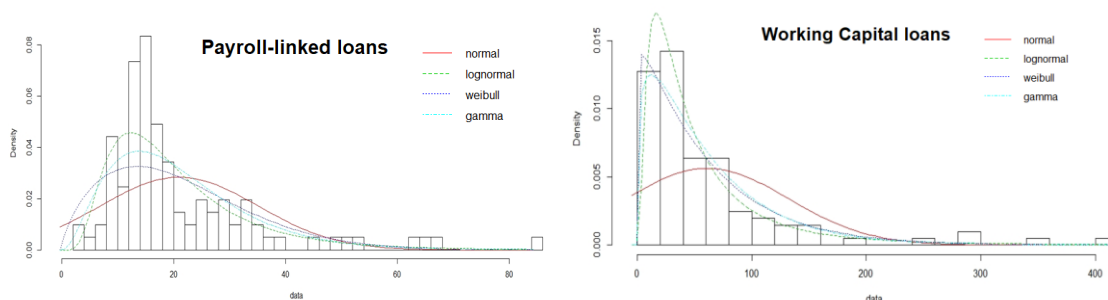 Payroll-linked loans
normal
lognormal
weibull
gamma
Density
0.00
0.02
0.04
0.06
0.08
0 20 40 60 80
data
Working Capital loans
normal
lognormal
weibull
gamma
Density
0.000
0.005
0.010
0.015
0 100 200 300 400
data